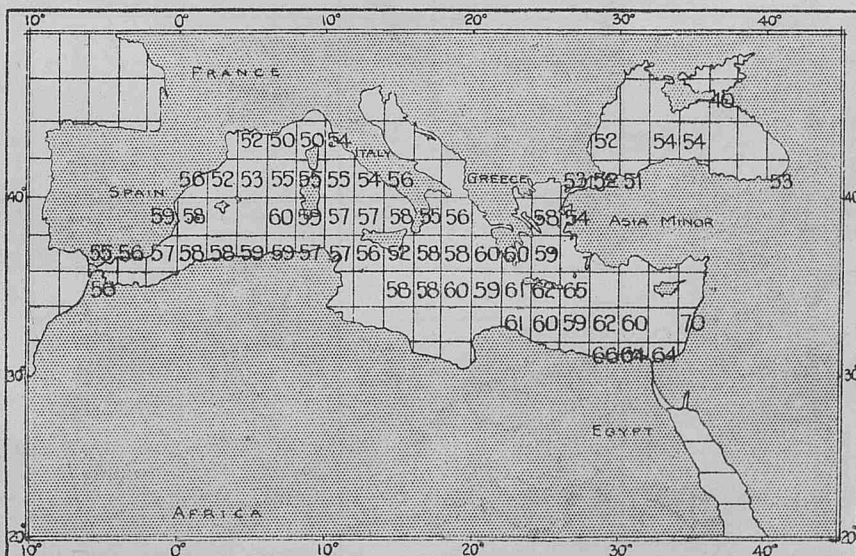 10° 0° 10° 20° 30° 40°
FRANCE
40
52 50 50 54 52 54 54
ITALY
56 52 53 55 55 55 54 56 GREECE 53 52 51 53
40° SPAIN 40°
59 58 60 59 57 57 58 55 56 58 54 ASIA MINOR
55 56 57 58 58 59 59 57 57 56 52 58 58 60 60 59
58 58 60 59 61 62 65
61 60 59 62 60 70
66 64 64
30° 30°
EGYPT
AFRICA
20° 20°
10° 0° 10° 20° 30° 40°